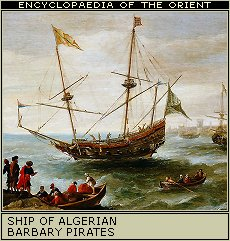 ENCYCLOPAEDIA OF THE ORIENT
SHIP OF ALGERIAN
BARBARY PIRATES